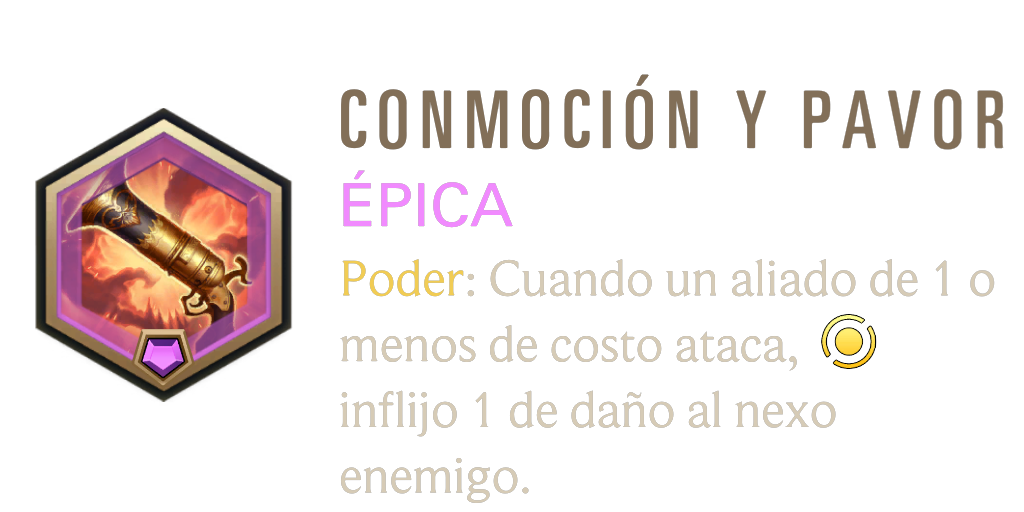 CONMOCIÓN Y PAVOR
ÉPICA
Poder: Cuando un aliado de 1 o
menos de costo ataca,
inflijo 1 de daño al nexo
enemigo.